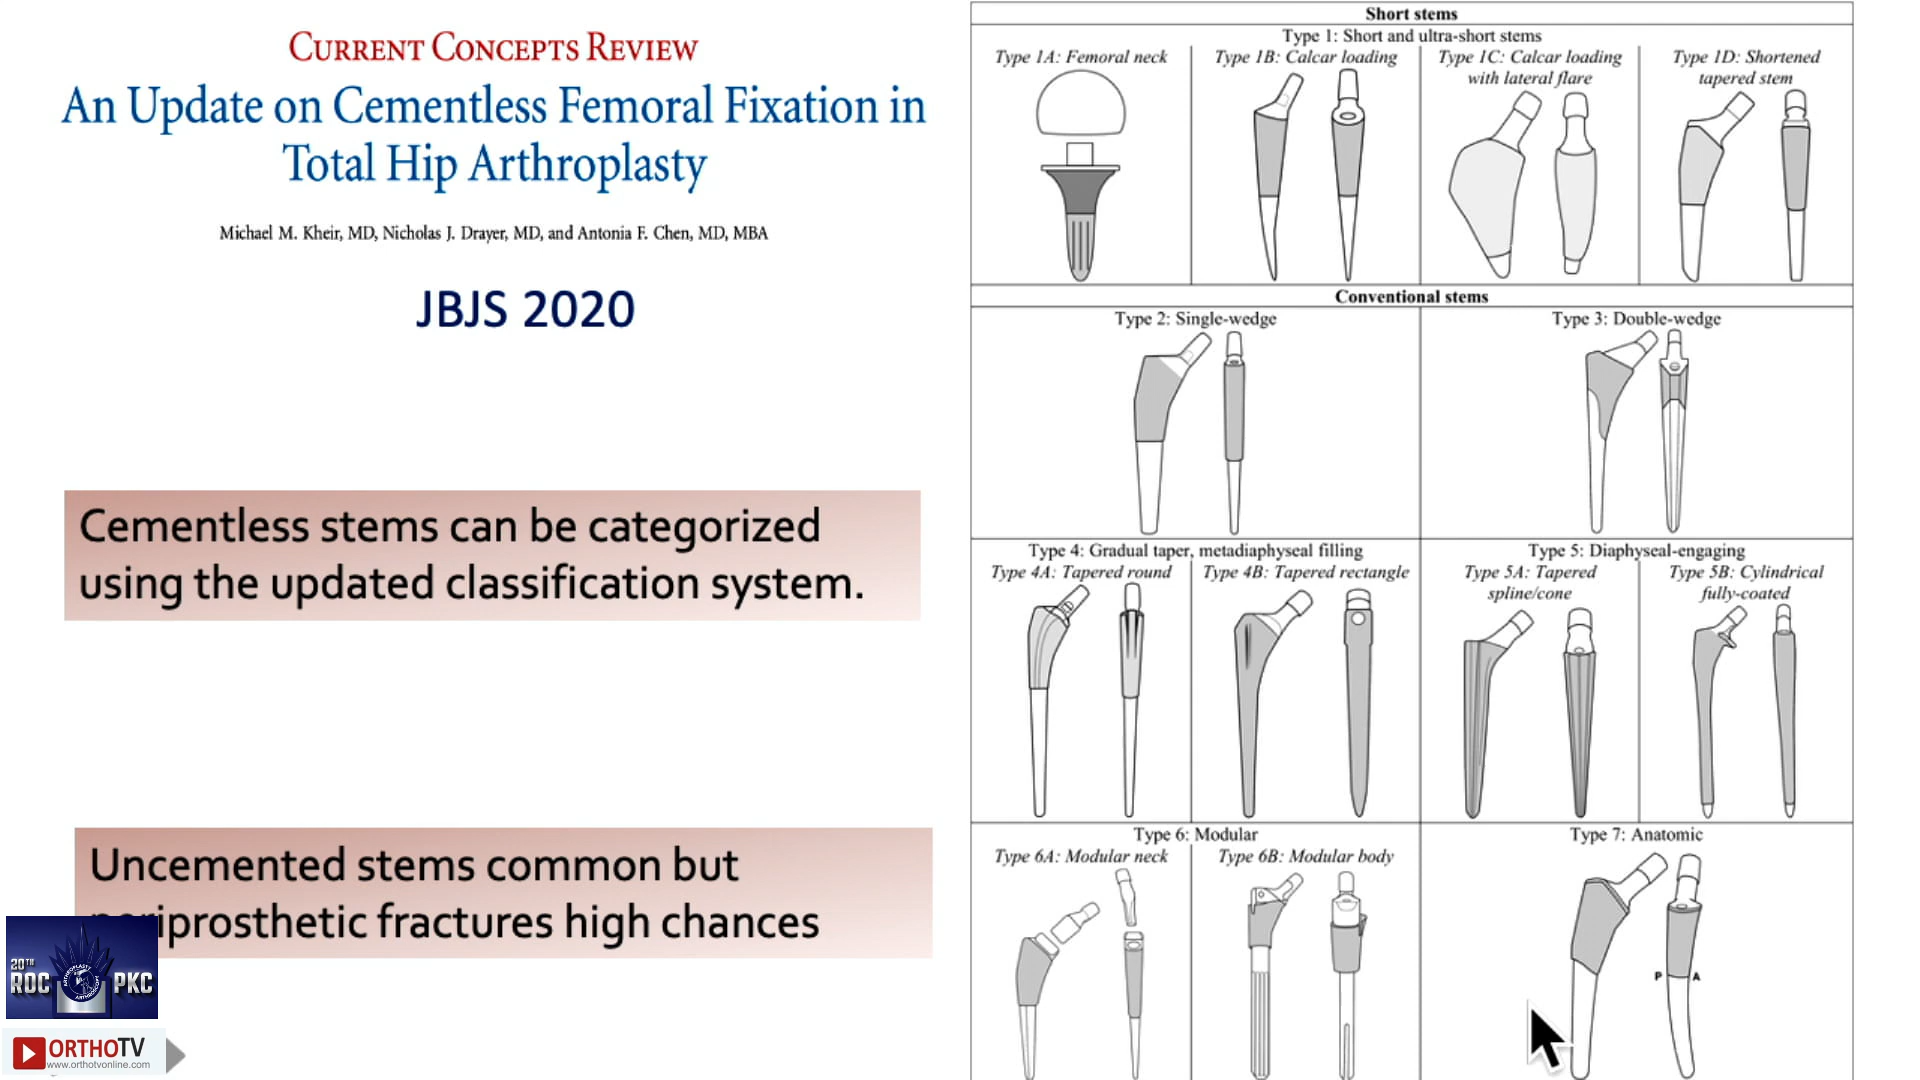 CURRENT CONCEPTS REVIEW
An Update on Cementless Femoral Fixation in
Total Hip Arthroplasty
Michael M. Kheir, MD, Nicholas J. Drayer, MD, and Antonia F. Chen, MD, MBA
JBJS 2020
Cementless stems can be categorized
using the updated classification system.
Uncemented stems common but
periprosthetic fractures high chances
20TH
ROC PKC
ORTHOTV
www.orthotvonline.com
Short stems
Type 1: Short and ultra-short stems
Type 1A: Femoral neck
Type 1B: Calcar loading
Type 1C: Calcar loading
with lateral flare
Type 1D: Shortened
tapered stem
Conventional stems
Type 2: Single-wedge
Type 3: Double-wedge
Type 4: Gradual taper, metadiaphyseal filling
Type 4A: Tapered round
Type 4B: Tapered rectangle
Type 5: Diaphyseal-engaging
Type 5A: Tapered
spline/cone
Type 5B: Cylindrical
fully-coated
Type 6: Modular
Type 6A: Modular neck
Type 6B: Modular body
Type 7: Anatomic
P A